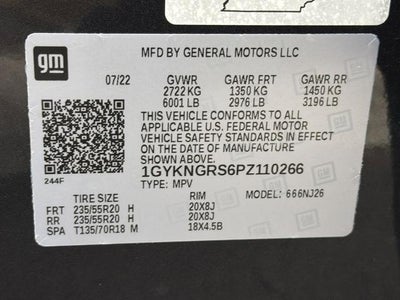 gm
MFD BY GENERAL MOTORS LLC
07/22 GVWR GAWR FRT GAWR RR
2722 KG 1350 KG 1450 KG
6001 LB 2976 LB 3196 LB
THIS VEHICLE CONFORMS TO ALL
APPLICABLE U.S. FEDERAL MOTOR
VEHICLE SAFETY STANDARDS IN EFFECT
ON THE DATE OF MANUFACTURE
SHOWN ABOVE.
1GYKNGRS6PZ110266
244F
TYPE: MPV MODEL: 666NJ26
TIRE SIZE RIM
FRT 235/55R20 H 20X8J
RR 235/55R20 H 20X8J
SPA T135/70R18 M 18X4.5B